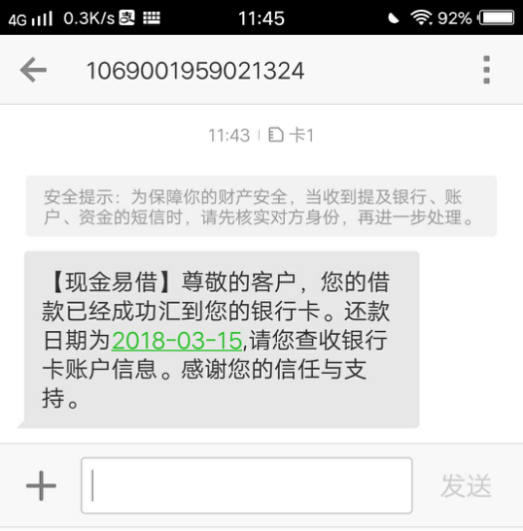 4G 0.3K/s 11:45 92%
1069001959021324
11:43 卡1
安全提示：为保障你的财产安全，当收到提及银行、账
户、资金的短信时，请先核实对方身份，再进一步处理。
【现金易借】尊敬的客户，您的借
款已经成功汇到您的银行卡。还款
日期为2018-03-15,请您查收银行
卡账户信息。感谢您的信任与支
持。
发送